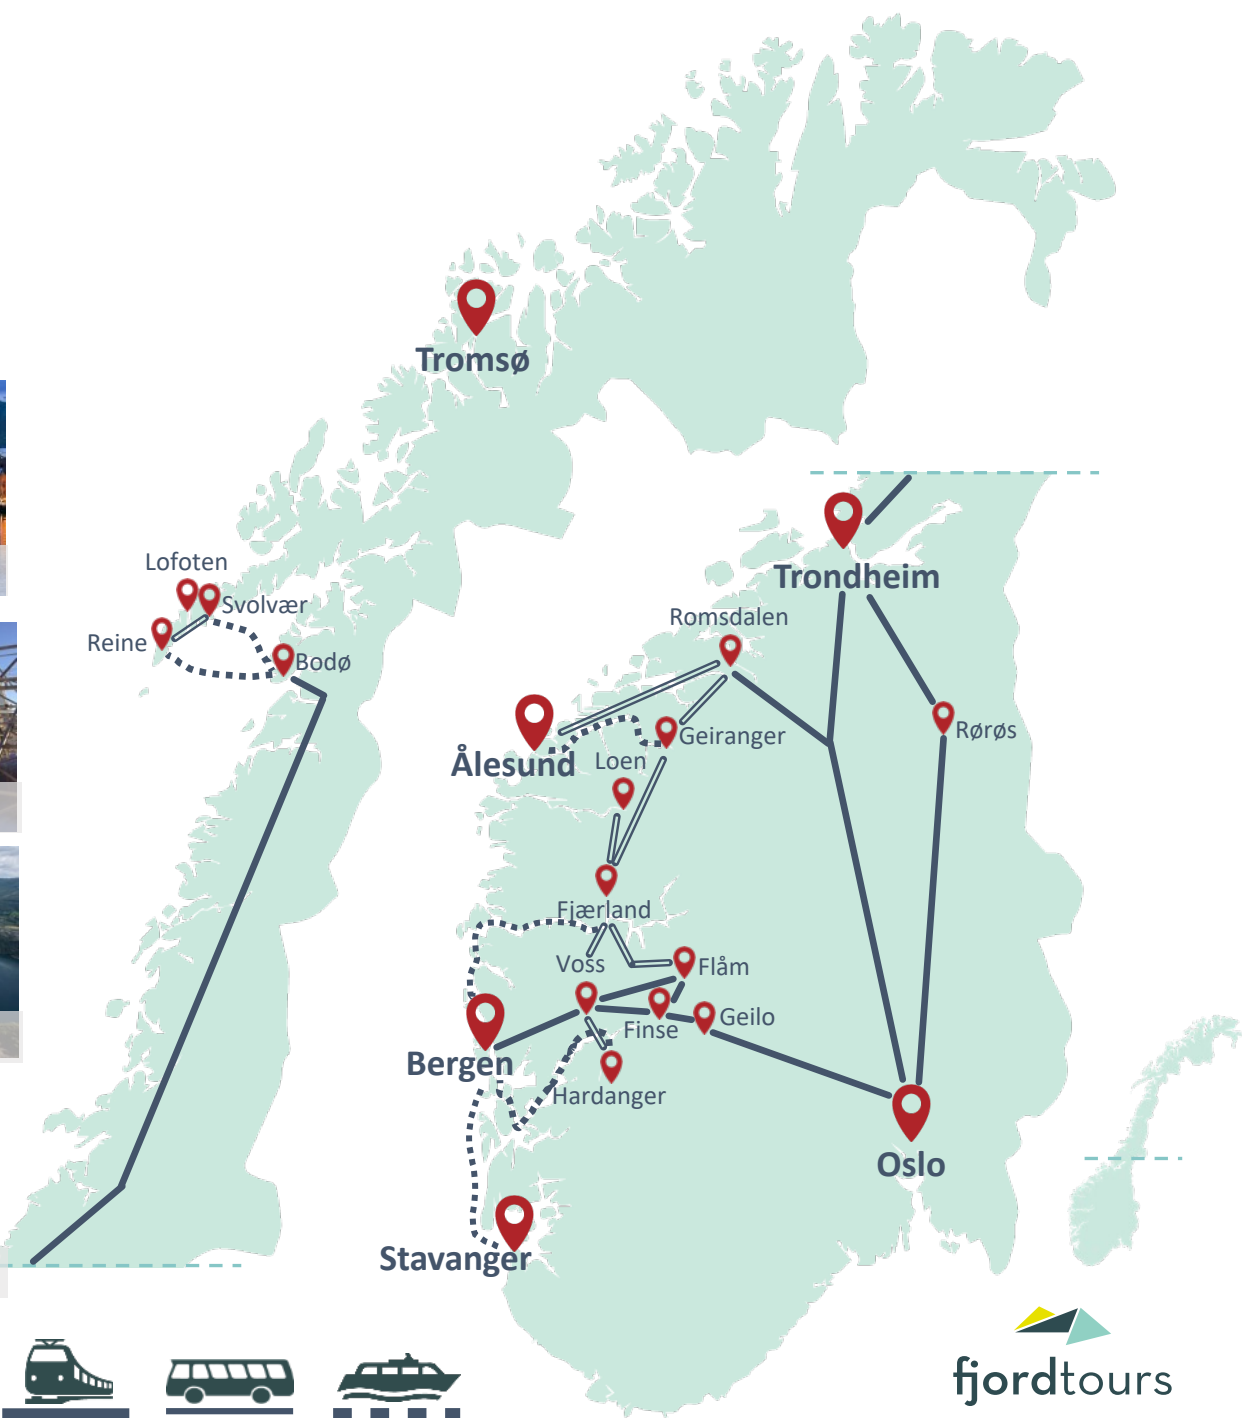 Tromsø
Lofoten
Svolvær
Reine
Bodø
Trondheim
Romsdalen
Rørøs
Geiranger
Ålesund
Loen
Fjærland
Voss
Flåm
Finse
Geilo
Bergen
Hardanger
Oslo
Stavanger
fjordtours